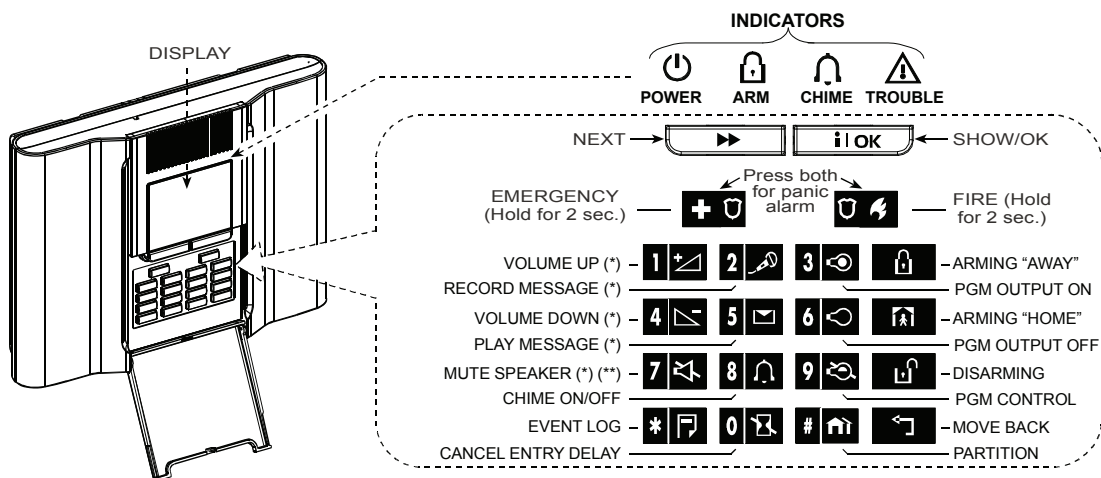 INDICATORS
DISPLAY
POWER ARM CHIME TROUBLE
NEXT i OK SHOW/OK
EMERGENCY
(Hold for 2 sec.)
Press both
for panic
alarm
FIRE (Hold
for 2 sec.)
VOLUME UP (*) 1 2 3 ARMING “AWAY”
RECORD MESSAGE (*) PGM OUTPUT ON
VOLUME DOWN (*) 4 5 6 ARMING “HOME”
PLAY MESSAGE (*) PGM OUTPUT OFF
MUTE SPEAKER (*) (**) 7 8 9 DISARMING
CHIME ON/OFF PGM CONTROL
EVENT LOG * 0 # MOVE BACK
CANCEL ENTRY DELAY PARTITION